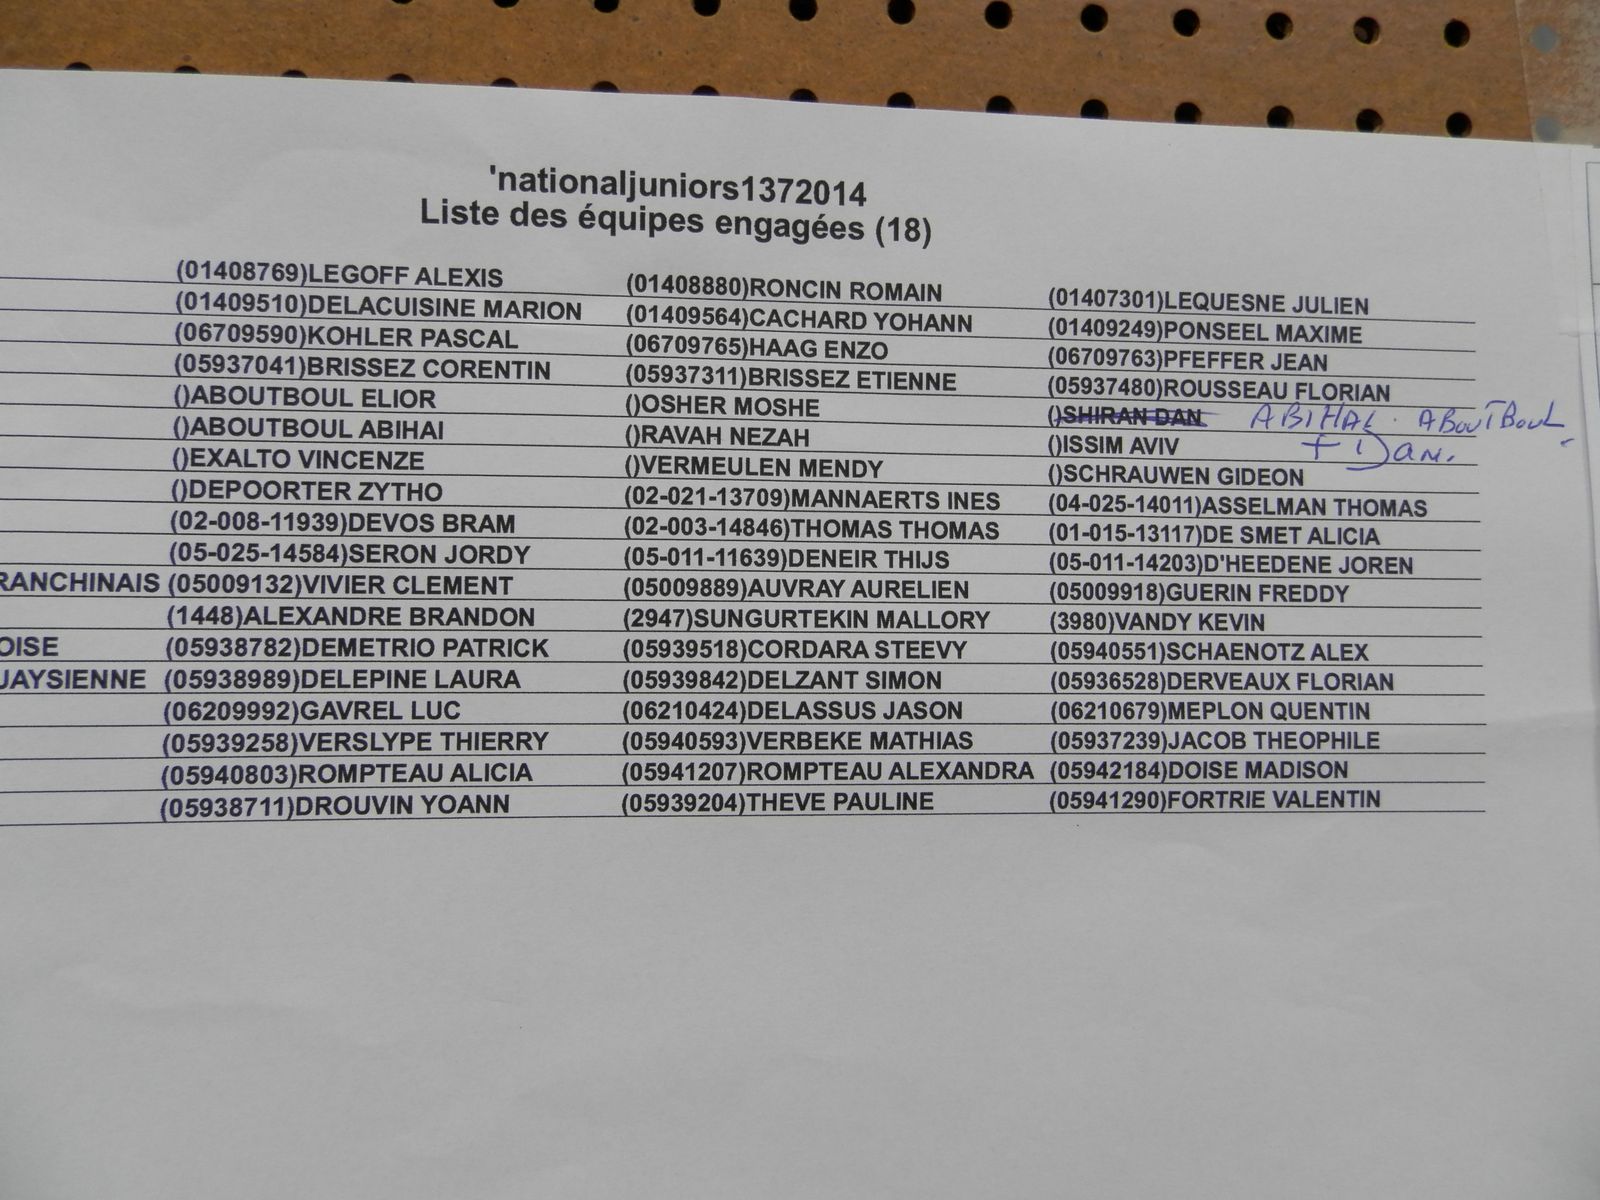 'nationaljuniors1372014
Liste des équipes engagées (18)
(01408769)LEGOFF ALEXIS (01408880)RONCIN ROMAIN (01407301)LEQUESNE JULIEN
(01409510)DELACUISINE MARION (01409564)CACHARD YOHANN (01409249)PONSEEL MAXIME
(06709590)KOHLER PASCAL (06709765)HAAG ENZO (06709763)PFEFFER JEAN
(05937041)BRISSEZ CORENTIN (05937311)BRISSEZ ETIENNE (05937480)ROUSSEAU FLORIAN
()ABOUTBOUL ELIOR ()OSHER MOSHE ()SHIRAN DAN ABIHAI ABOUTBOUL
()ABOUTBOUL ABIHAI ()RAVAH NEZAH ()ISSIM AVIV + Dan.
()EXALTO VINCENZE ()VERMEULEN MENDY ()SCHRAUWEN GIDEON
()DEPOORTER ZYTHO (02-021-13709)MANNAERTS INES (04-025-14011)ASSELMAN THOMAS
(02-008-11939)DEVOS BRAM (02-003-14846)THOMAS THOMAS (01-015-13117)DE SMET ALICIA
(05-025-14584)SERON JORDY (05-011-11639)DENEIR THIJS (05-011-14203)D'HEEDENE JOREN
RANCHINAIS (05009132)VIVIER CLEMENT (05009889)AUVRAY AURELIEN (05009918)GUERIN FREDDY
(1448)ALEXANDRE BRANDON (2947)SUNGURTEKIN MALLORY (3980)VANDY KEVIN
OISE (05938782)DEMETRIO PATRICK (05939518)CORDARA STEEVY (05940551)SCHAENOTZ ALEX
UAYSIENNE (05938989)DELEPINE LAURA (05939842)DELZANT SIMON (05936528)DERVEAUX FLORIAN
(06209992)GAVREL LUC (06210424)DELASSUS JASON (06210679)MEPLON QUENTIN
(05939258)VERSLYPE THIERRY (05940593)VERBEKE MATHIAS (05937239)JACOB THEOPHILE
(05940803)ROMPTEAU ALICIA (05941207)ROMPTEAU ALEXANDRA (05942184)DOISE MADISON
(05938711)DROUVIN YOANN (05939204)THEVE PAULINE (05941290)FORTRIE VALENTIN